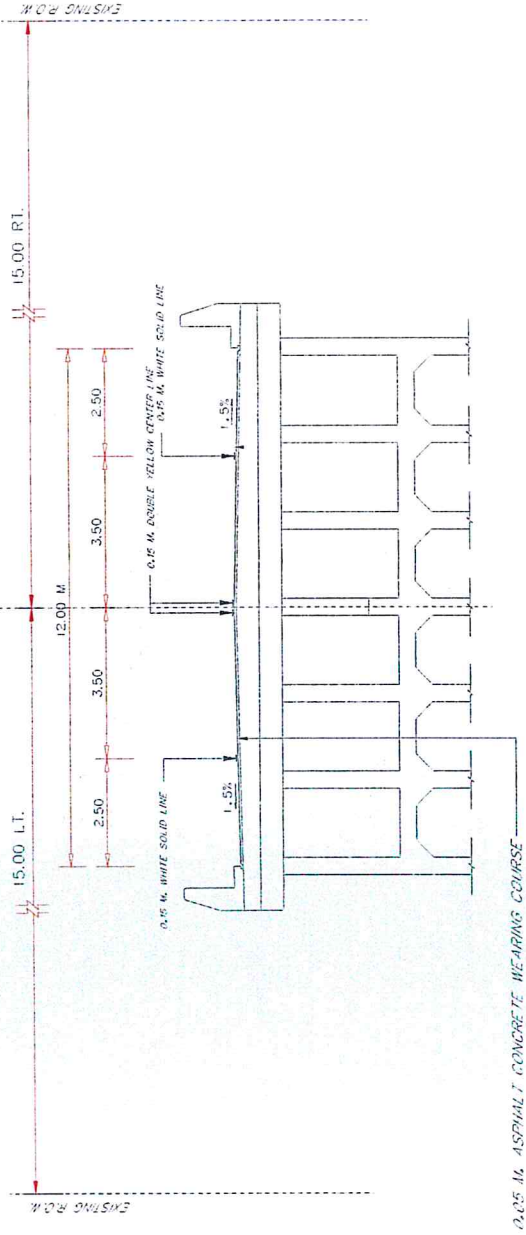 15.00 LT.
15.00 RT.
EXISTING R.O.W.
EXISTING R.O.W.
12.00 M
2.50
3.50
3.50
2.50
0.15 M. DOUBLE YELLOW CENTER LINE
0.15 M. WHITE SOLID LINE
0.15 M. WHITE SOLID LINE
1.5%
1.5%
0.05 M. ASPHALT CONCRETE WEARING COURSE